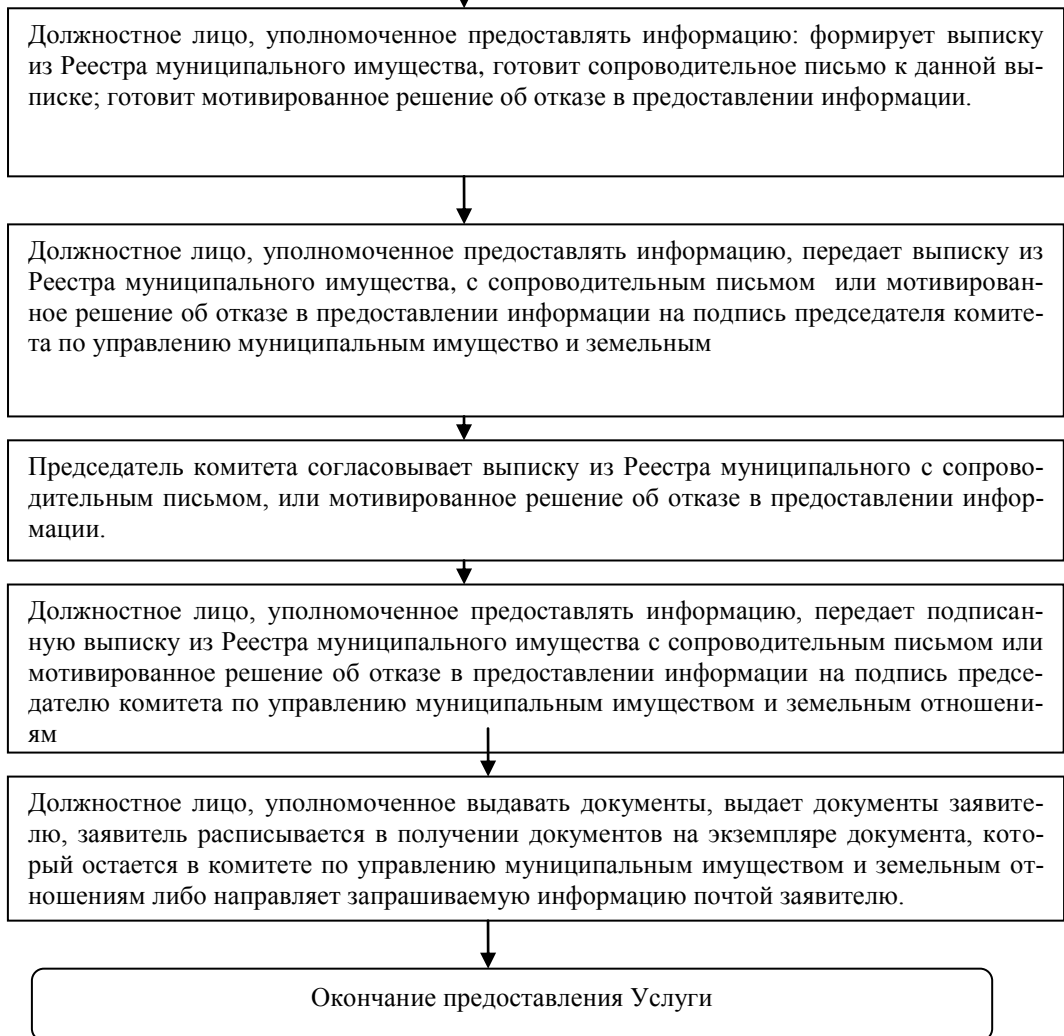 Должностное лицо, уполномоченное предоставлять информацию: формирует выписку
из Реестра муниципального имущества, готовит сопроводительное письмо к данной вы-
писке; готовит мотивированное решение об отказе в предоставлении информации.
Должностное лицо, уполномоченное предоставлять информацию, передает выписку из
Реестра муниципального имущества, с сопроводительным письмом или мотивирован-
ное решение об отказе в предоставлении информации на подпись председателя комите-
та по управлению муниципальным имущество и земельным
Председатель комитета согласовывает выписку из Реестра муниципального с сопрово-
дительным письмом, или мотивированное решение об отказе в предоставлении инфор-
мации.
Должностное лицо, уполномоченное предоставлять информацию, передает подписан-
ную выписку из Реестра муниципального имущества с сопроводительным письмом или
мотивированное решение об отказе в предоставлении информации на подпись предсе-
дателю комитета по управлению муниципальным имуществом и земельным отношени-
ям
Должностное лицо, уполномоченное выдавать документы, выдает документы заявите-
лю, заявитель расписывается в получении документов на экземпляре документа, кото-
рый остается в комитете по управлению муниципальным имуществом и земельным от-
ношениям либо направляет запрашиваемую информацию почтой заявителю.
Окончание предоставления Услуги